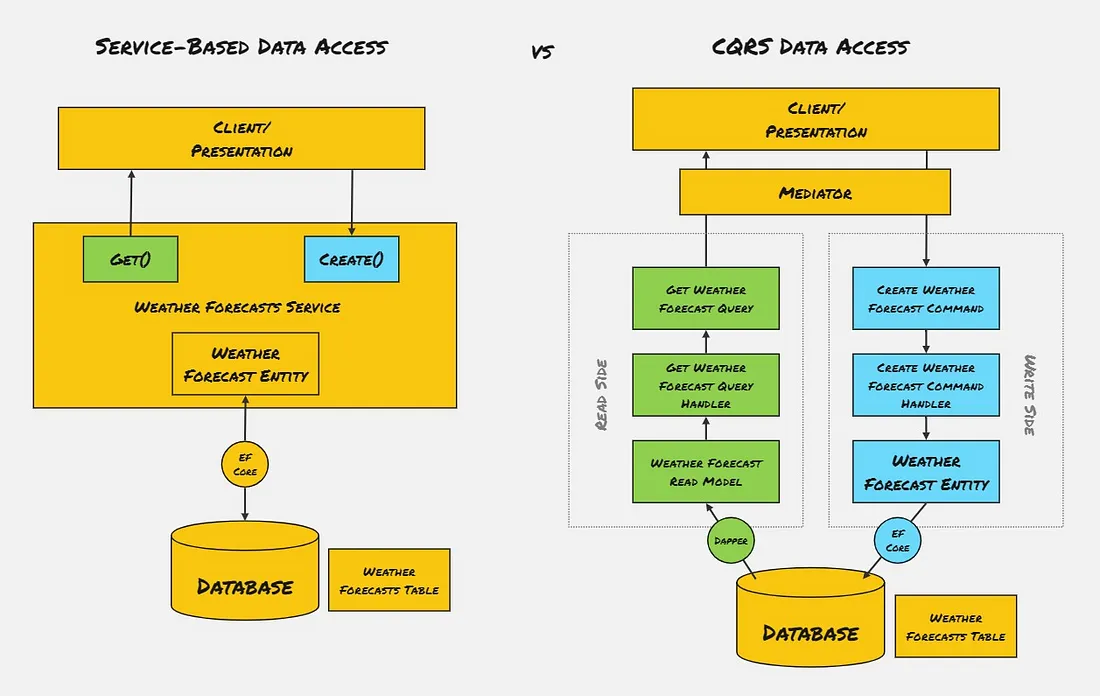 Service-Based Data Access
vs
CQRS Data Access
Client/
Presentation
Get()
Create()
Weather Forecasts Service
Weather
Forecast Entity
EF
Core
Database
Weather
Forecasts Table
Client/
Presentation
Mediator
Read Side
Get Weather
Forecast Query
Get Weather
Forecast Query
Handler
Weather Forecast
Read Model
Create Weather
Forecast Command
Create Weather
Forecast Command
Handler
Weather
Forecast Entity
Write Side
Dapper
EF
Core
Database
Weather
Forecasts Table